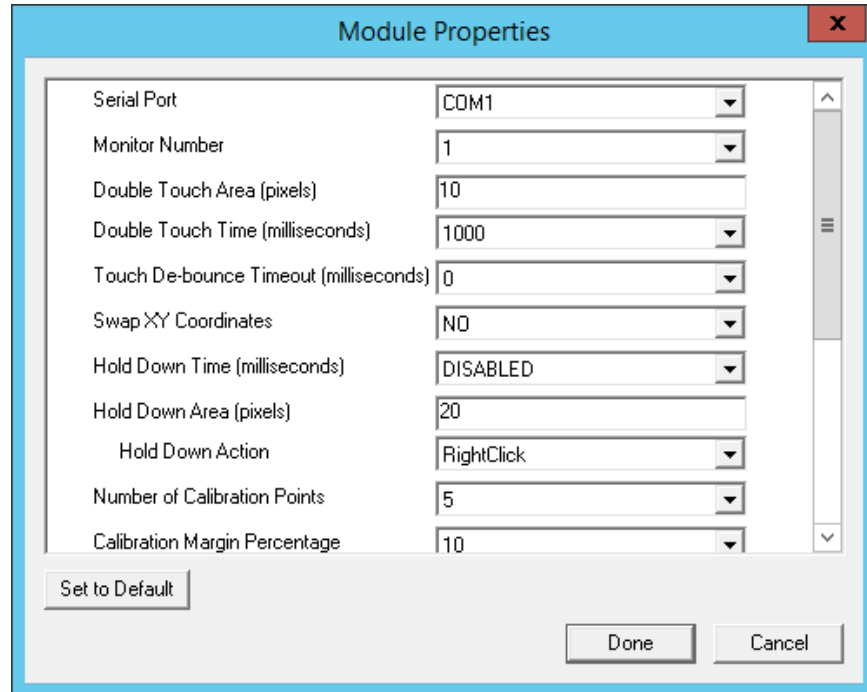 Module Properties
x
Serial Port COM1
Monitor Number 1
Double Touch Area (pixels) 10
Double Touch Time (milliseconds) 1000
Touch De-bounce Timeout (milliseconds) 0
Swap XY Coordinates NO
Hold Down Time (milliseconds) DISABLED
Hold Down Area (pixels) 20
Hold Down Action RightClick
Number of Calibration Points 5
Calibration Margin Percentage 10
Set to Default
Done Cancel